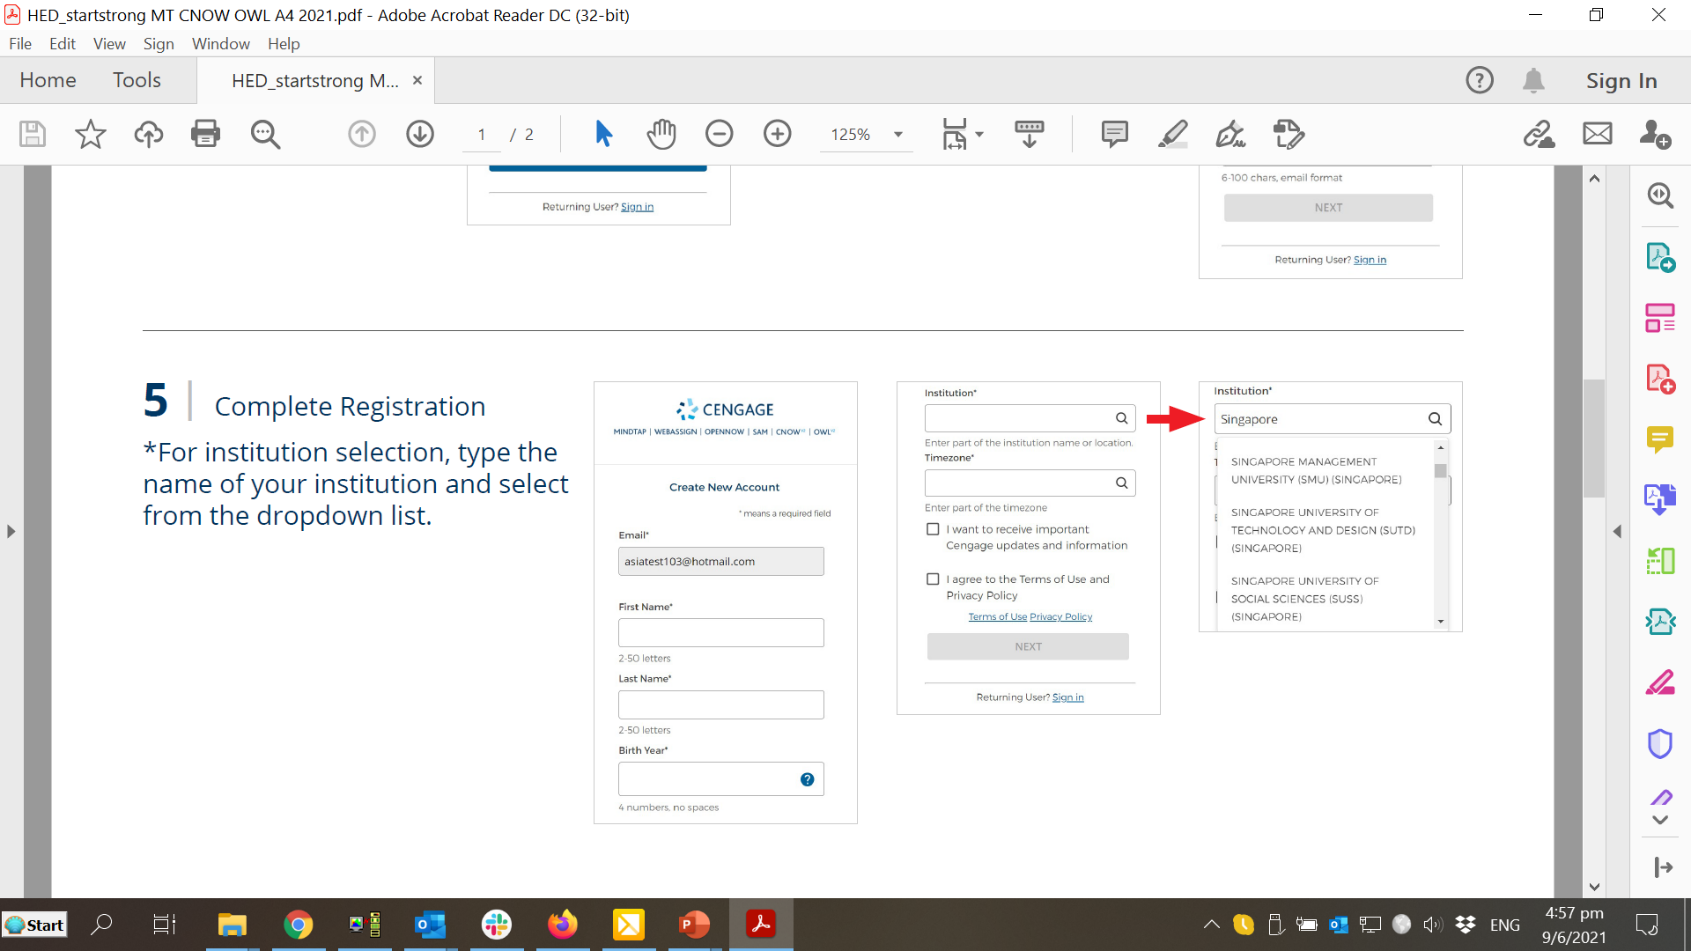 HED_startstrong MT CNOW OWL A4 2021.pdf - Adobe Acrobat Reader DC (32-bit)
File Edit View Sign Window Help
Home Tools HED_startstrong M... × Sign In
1 / 2 125%
Returning User? Sign in
6-100 chars, email format
NEXT
Returning User? Sign in
5 Complete Registration
*For institution selection, type the
name of your institution and select
from the dropdown list.
CENGAGE
MINDTAP | WEBASSIGN | OPENNOW | SAM | CNOWv2 | OWLv2
Create New Account
* means a required field
Email*
asiatest103@hotmail.com
First Name*
2-50 letters
Last Name*
2-50 letters
Birth Year*
4 numbers, no spaces
Institution*
Enter part of the institution name or location.
Timezone*
Enter part of the timezone
I want to receive important
Cengage updates and information
I agree to the Terms of Use and
Privacy Policy
Terms of Use Privacy Policy
NEXT
Returning User? Sign in
Institution*
Singapore
SINGAPORE MANAGEMENT
UNIVERSITY (SMU) (SINGAPORE)
SINGAPORE UNIVERSITY OF
TECHNOLOGY AND DESIGN (SUTD)
(SINGAPORE)
SINGAPORE UNIVERSITY OF
SOCIAL SCIENCES (SUSS)
(SINGAPORE)
Start
ENG
4:57 pm
9/6/2021